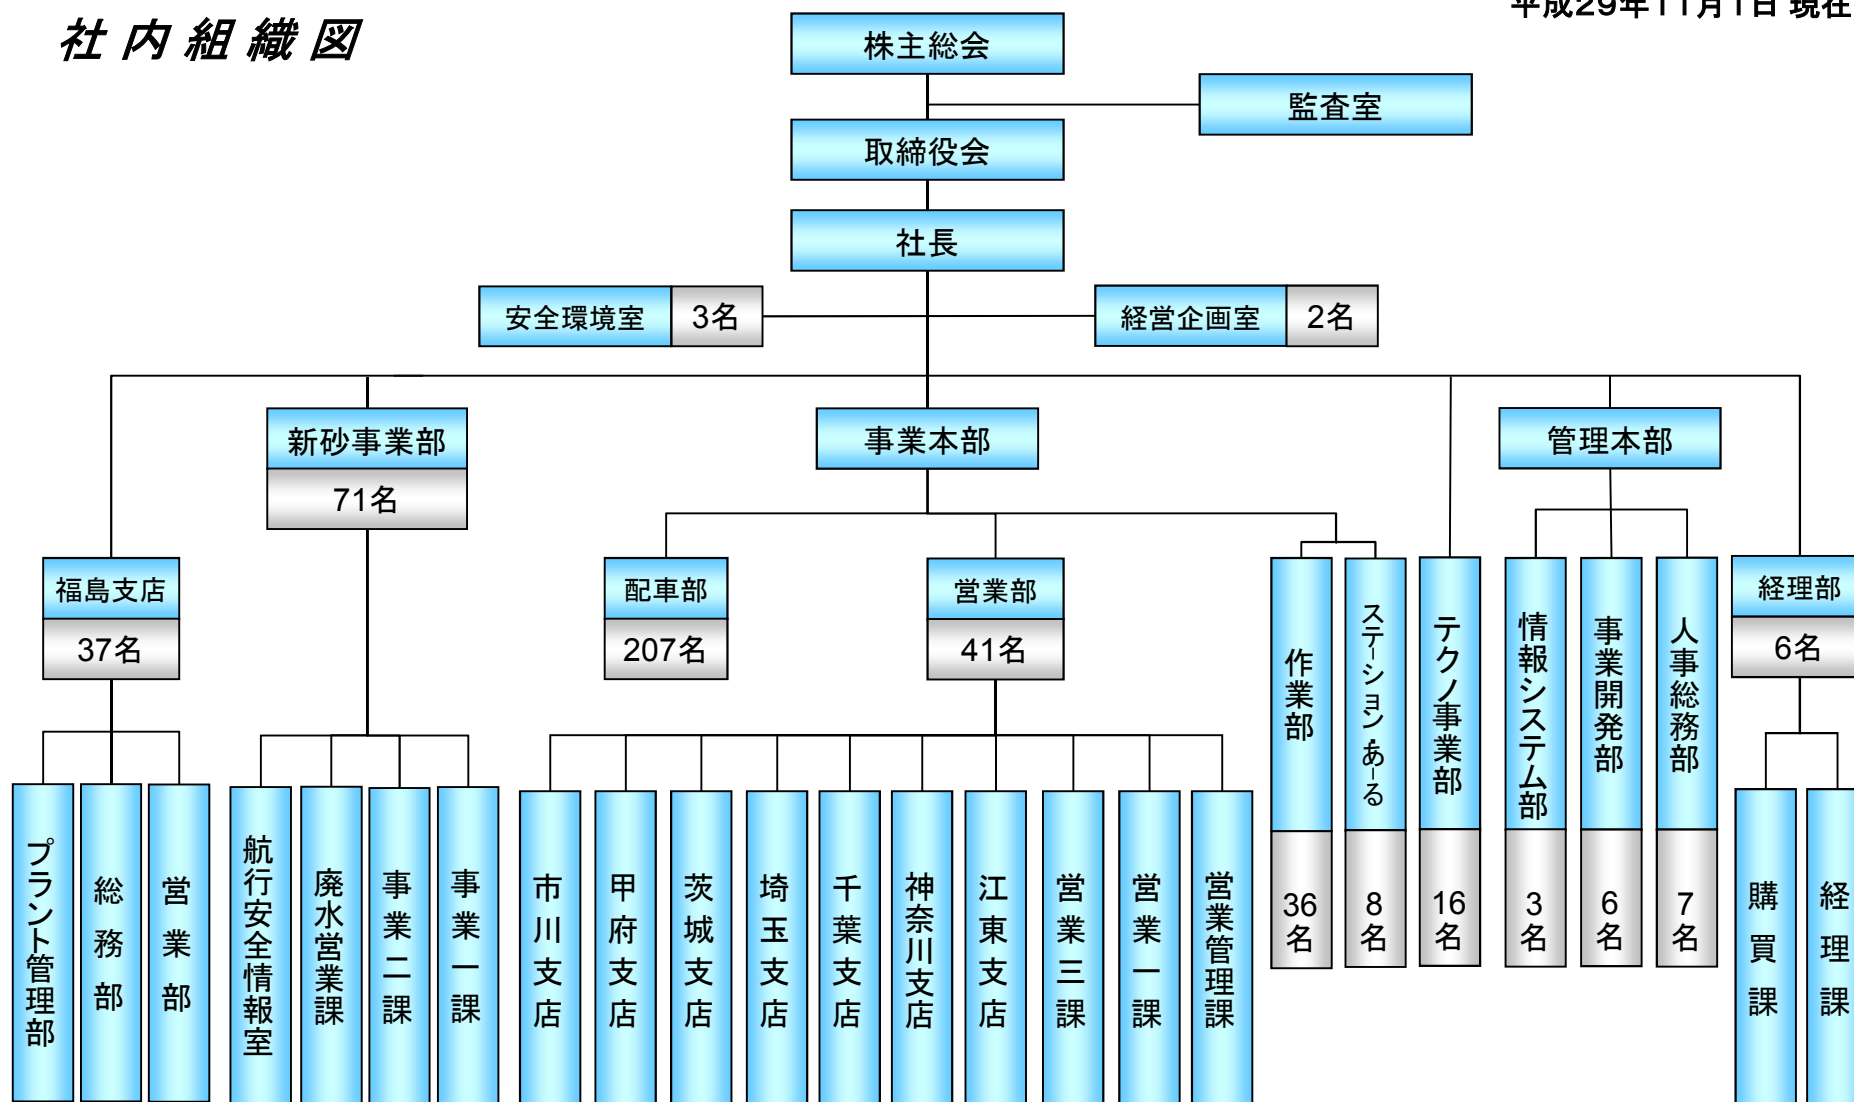 社内組織図
平成29年11月1日 現在
株主総会
監査室
取締役会
社長
安全環境室 3名
経営企画室 2名
新砂事業部
71名
事業本部
管理本部
福島支店
37名
配車部
207名
営業部
41名
作業部
36名
ステーション・あーる
8名
テクノ事業部
16名
情報システム部
3名
事業開発部
6名
人事総務部
7名
経理部
6名
プラント管理部
総務部
営業部
航行安全情報室
廃水営業課
事業二課
事業一課
市川支店
甲府支店
茨城支店
埼玉支店
千葉支店
神奈川支店
江東支店
営業三課
営業一課
営業管理課
購買課
経理課